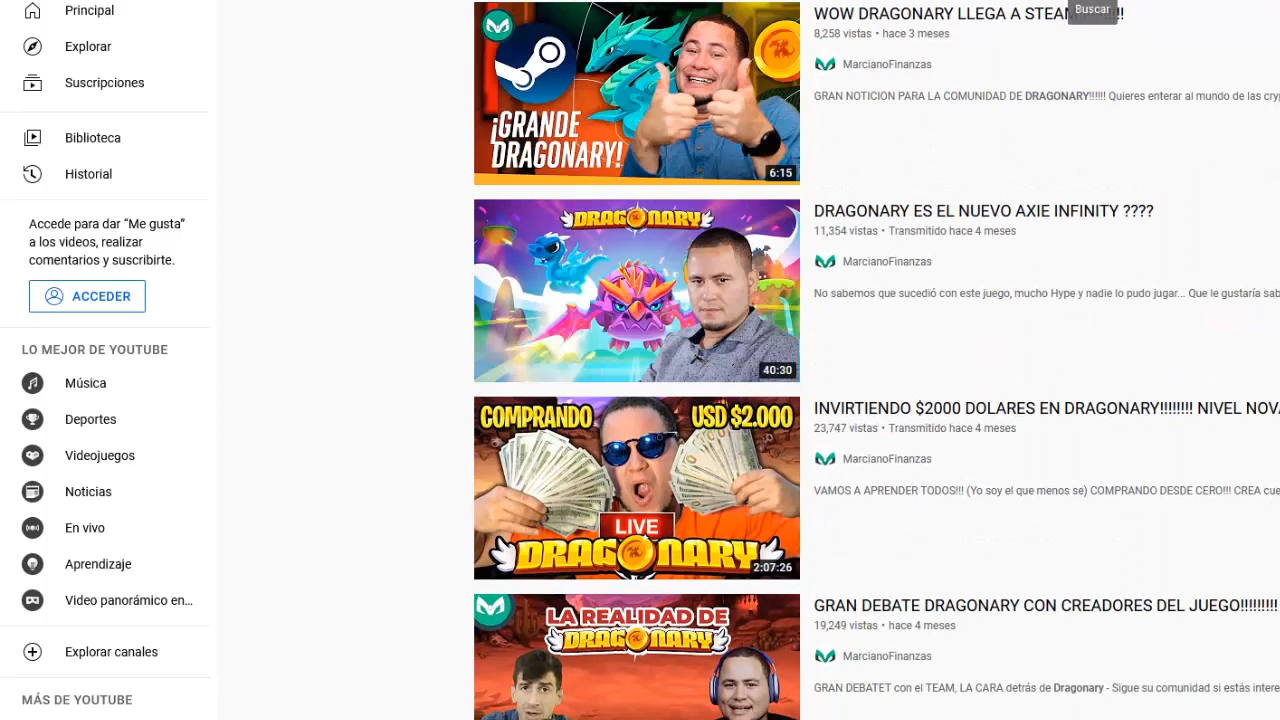 Principal
Explorar
Suscripciones
Biblioteca
Historial
Accede para dar “Me gusta”
a los videos, realizar
comentarios y suscribirte.
ACCEDER
LO MEJOR DE YOUTUBE
Música
Deportes
Videojuegos
Noticias
En vivo
Aprendizaje
Video panorámico en...
Explorar canales
MÁS DE YOUTUBE
¡GRANDE
DRAGONARY!
6:15
WOW DRAGONARY LLEGA A
Buscar
8,258 vistas • hace 3 meses
MarcianoFinanzas
GRAN NOTICION PARA LA COMUNIDAD DE DRAGONARY!!!!!! Quieres enterar al mundo de las
DRAGONARY
40:30
DRAGONARY ES EL NUEVO AXIE INFINITY ????
11,354 vistas • Transmitido hace 4 meses
MarcianoFinanzas
No sabemos que sucedió con este juego, mucho Hype y nadie lo pudo jugar... Que le gustaría
COMPRANDO USD $2.000
LIVE
DRAGONARY
2:07:26
INVIRTIENDO $2000 DOLARES EN DRAGONARY!!!!!!!! NIVEL
23,747 vistas • Transmitido hace 4 meses
MarcianoFinanzas
VAMOS A APRENDER TODOS!!! (Yo soy el que menos se) COMPRANDO DESDE CERO!!! CREA
LA REALIDAD DE
DRAGONARY
GRAN DEBATE DRAGONARY CON CREADORES DEL JUEGO!!!!!!!!!
19,249 vistas • hace 4 meses
MarcianoFinanzas
GRAN DEBATET con el TEAM, LA CARA detrás de Dragonary - Sigue su comunidad si estás